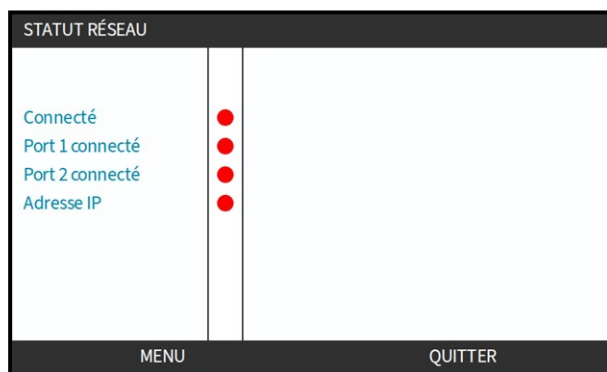 STATUT RÉSEAU
Connecté
Port 1 connecté
Port 2 connecté
Adresse IP
MENU QUITTER